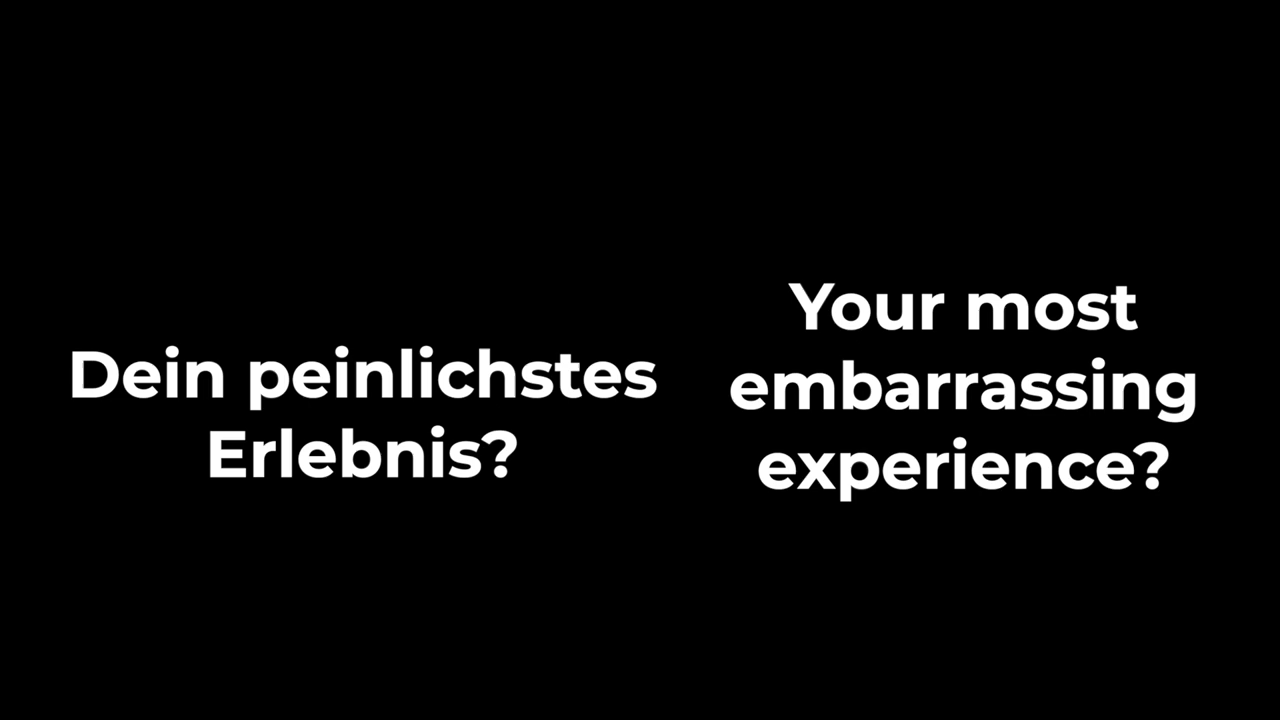 Dein peinlichstes
Erlebnis?
Your most
embarrassing
experience?